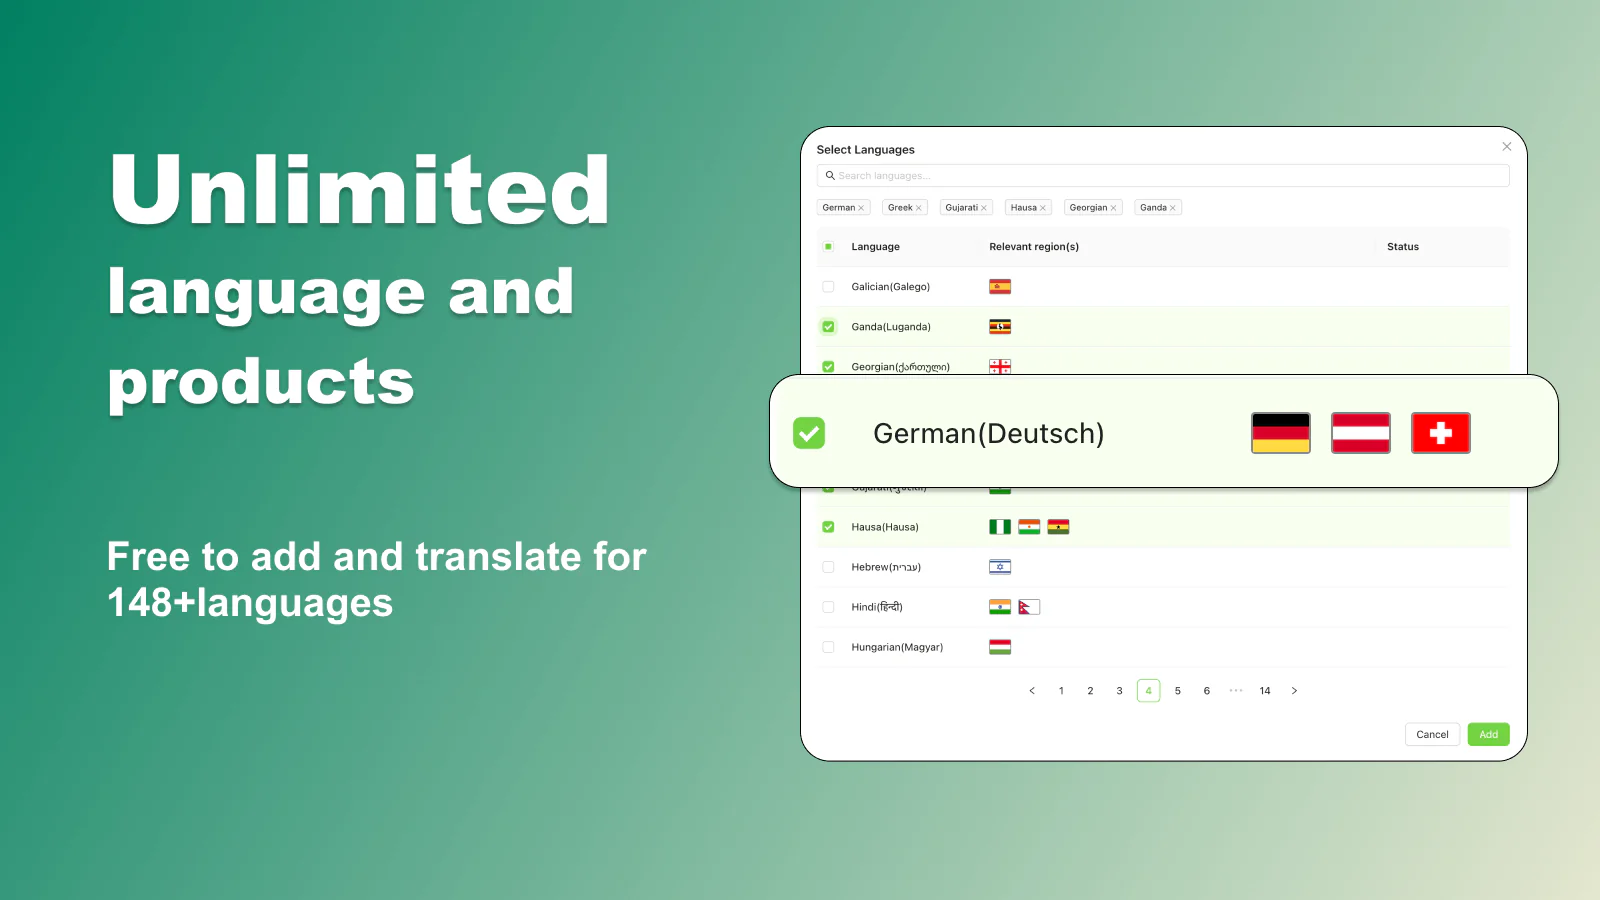 Unlimited
language and
products
Free to add and translate for
148+languages
Select Languages
Search languages...
German Greek Gujarati Hausa Georgian Ganda
Language Relevant region(s) Status
Galician(Galego)
Ganda(Luganda)
Georgian(ქართული)
German(Deutsch)
Hausa(Hausa)
Hebrew(עברית)
Hindi(हिन्दी)
Hungarian(Magyar)
< 1 2 3 4 5 6 ••• 14 >
Cancel Add